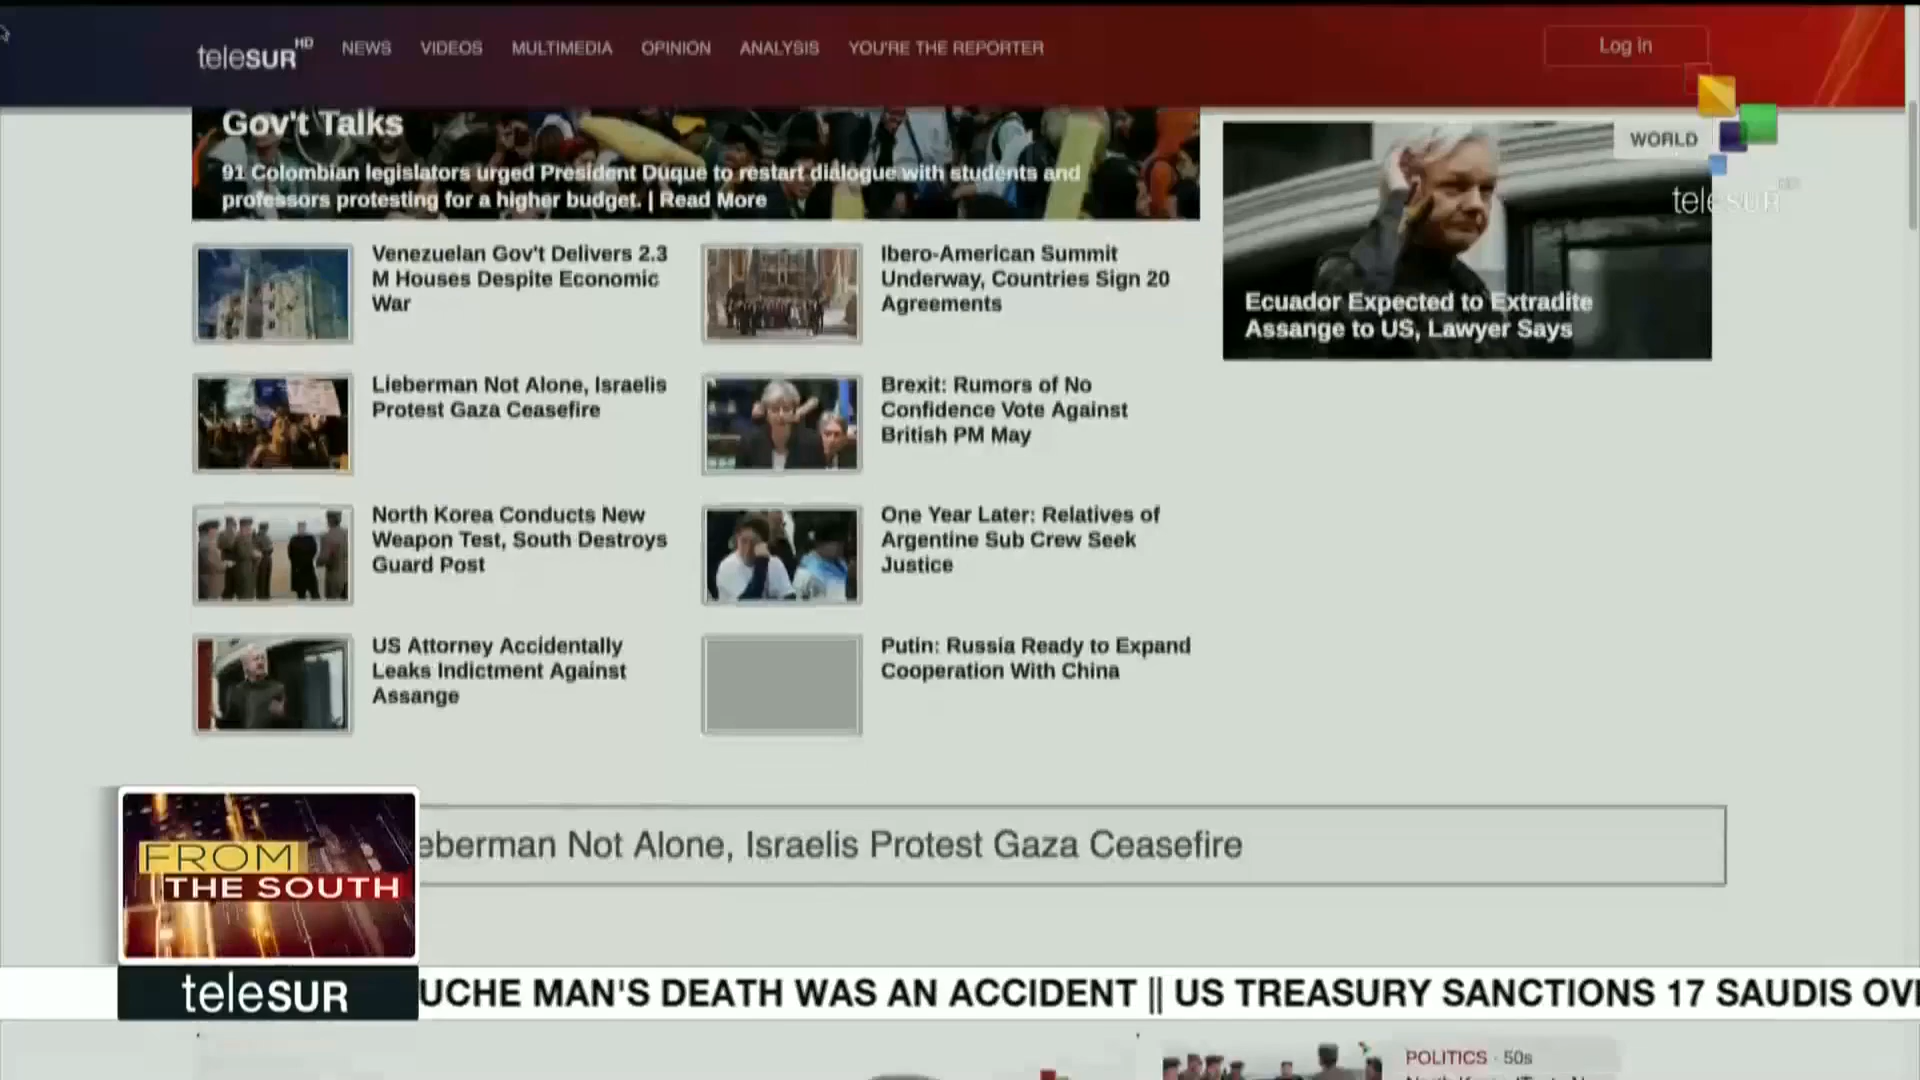 teleSUR HD
NEWS VIDEOS MULTIMEDIA OPINION ANALYSIS YOU'RE THE REPORTER
Log in
Gov't Talks
91 Colombian legislators urged President Duque to restart dialogue with students and
professors protesting for a higher budget. | Read More
WORLD
teleSUR HD
Ecuador Expected to Extradite
Assange to US, Lawyer Says
Venezuelan Gov't Delivers 2.3
M Houses Despite Economic
War
Ibero-American Summit
Underway, Countries Sign 20
Agreements
Lieberman Not Alone, Israelis
Protest Gaza Ceasefire
Brexit: Rumors of No
Confidence Vote Against
British PM May
North Korea Conducts New
Weapon Test, South Destroys
Guard Post
One Year Later: Relatives of
Argentine Sub Crew Seek
Justice
US Attorney Accidentally
Leaks Indictment Against
Assange
Putin: Russia Ready to Expand
Cooperation With China
eberman Not Alone, Israelis Protest Gaza Ceasefire
FROM
THE SOUTH
teleSUR
UCHE MAN'S DEATH WAS AN ACCIDENT || US TREASURY SANCTIONS 17 SAUDIS OV
POLITICS · 50s